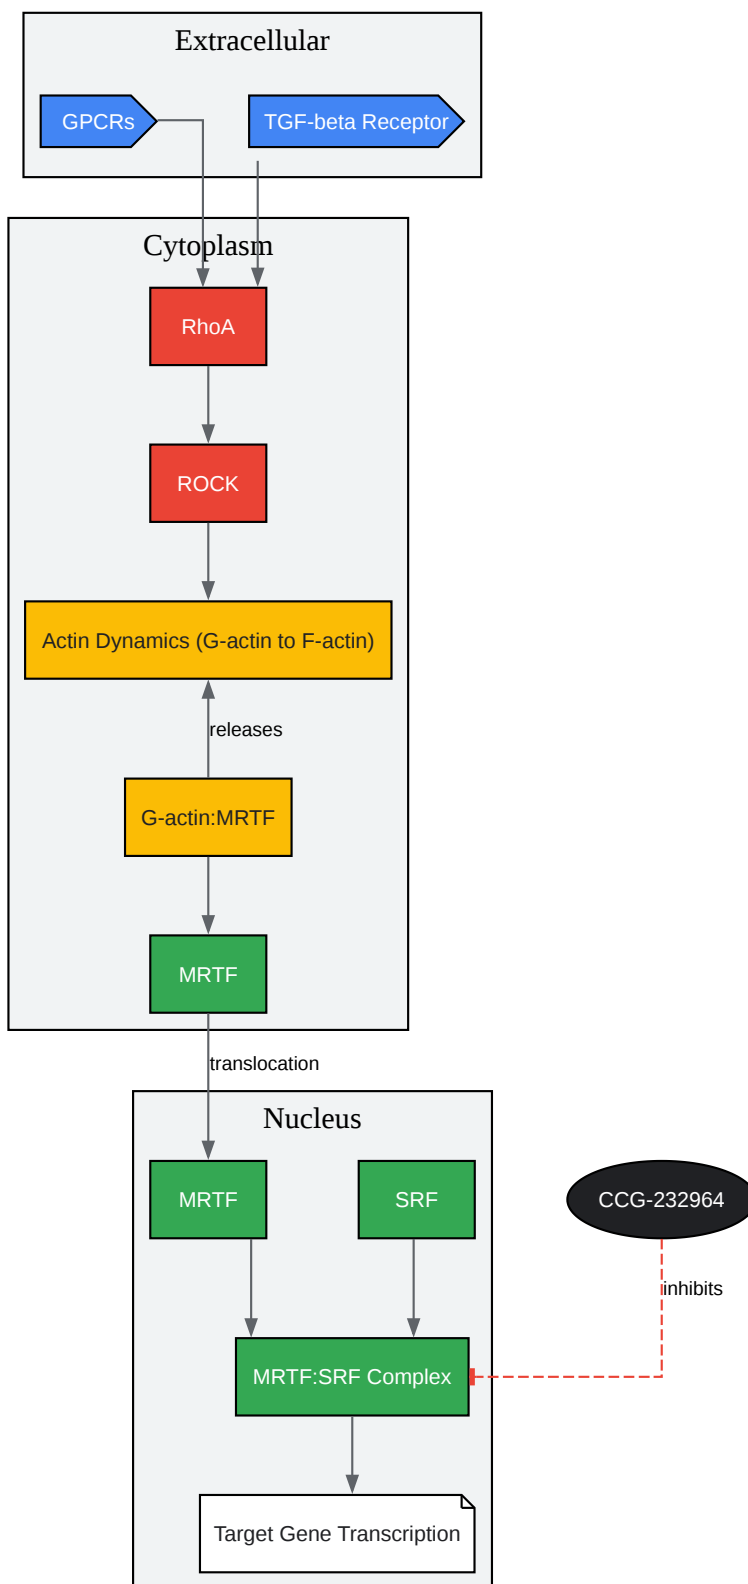 Extracellular
GPCRs
TGF-beta Receptor
Cytoplasm
RhoA
ROCK
Actin Dynamics (G-actin to F-actin)
releases
G-actin:MRTF
MRTF
translocation
Nucleus
MRTF
SRF
CCG-232964
inhibits
MRTF:SRF Complex
Target Gene Transcription